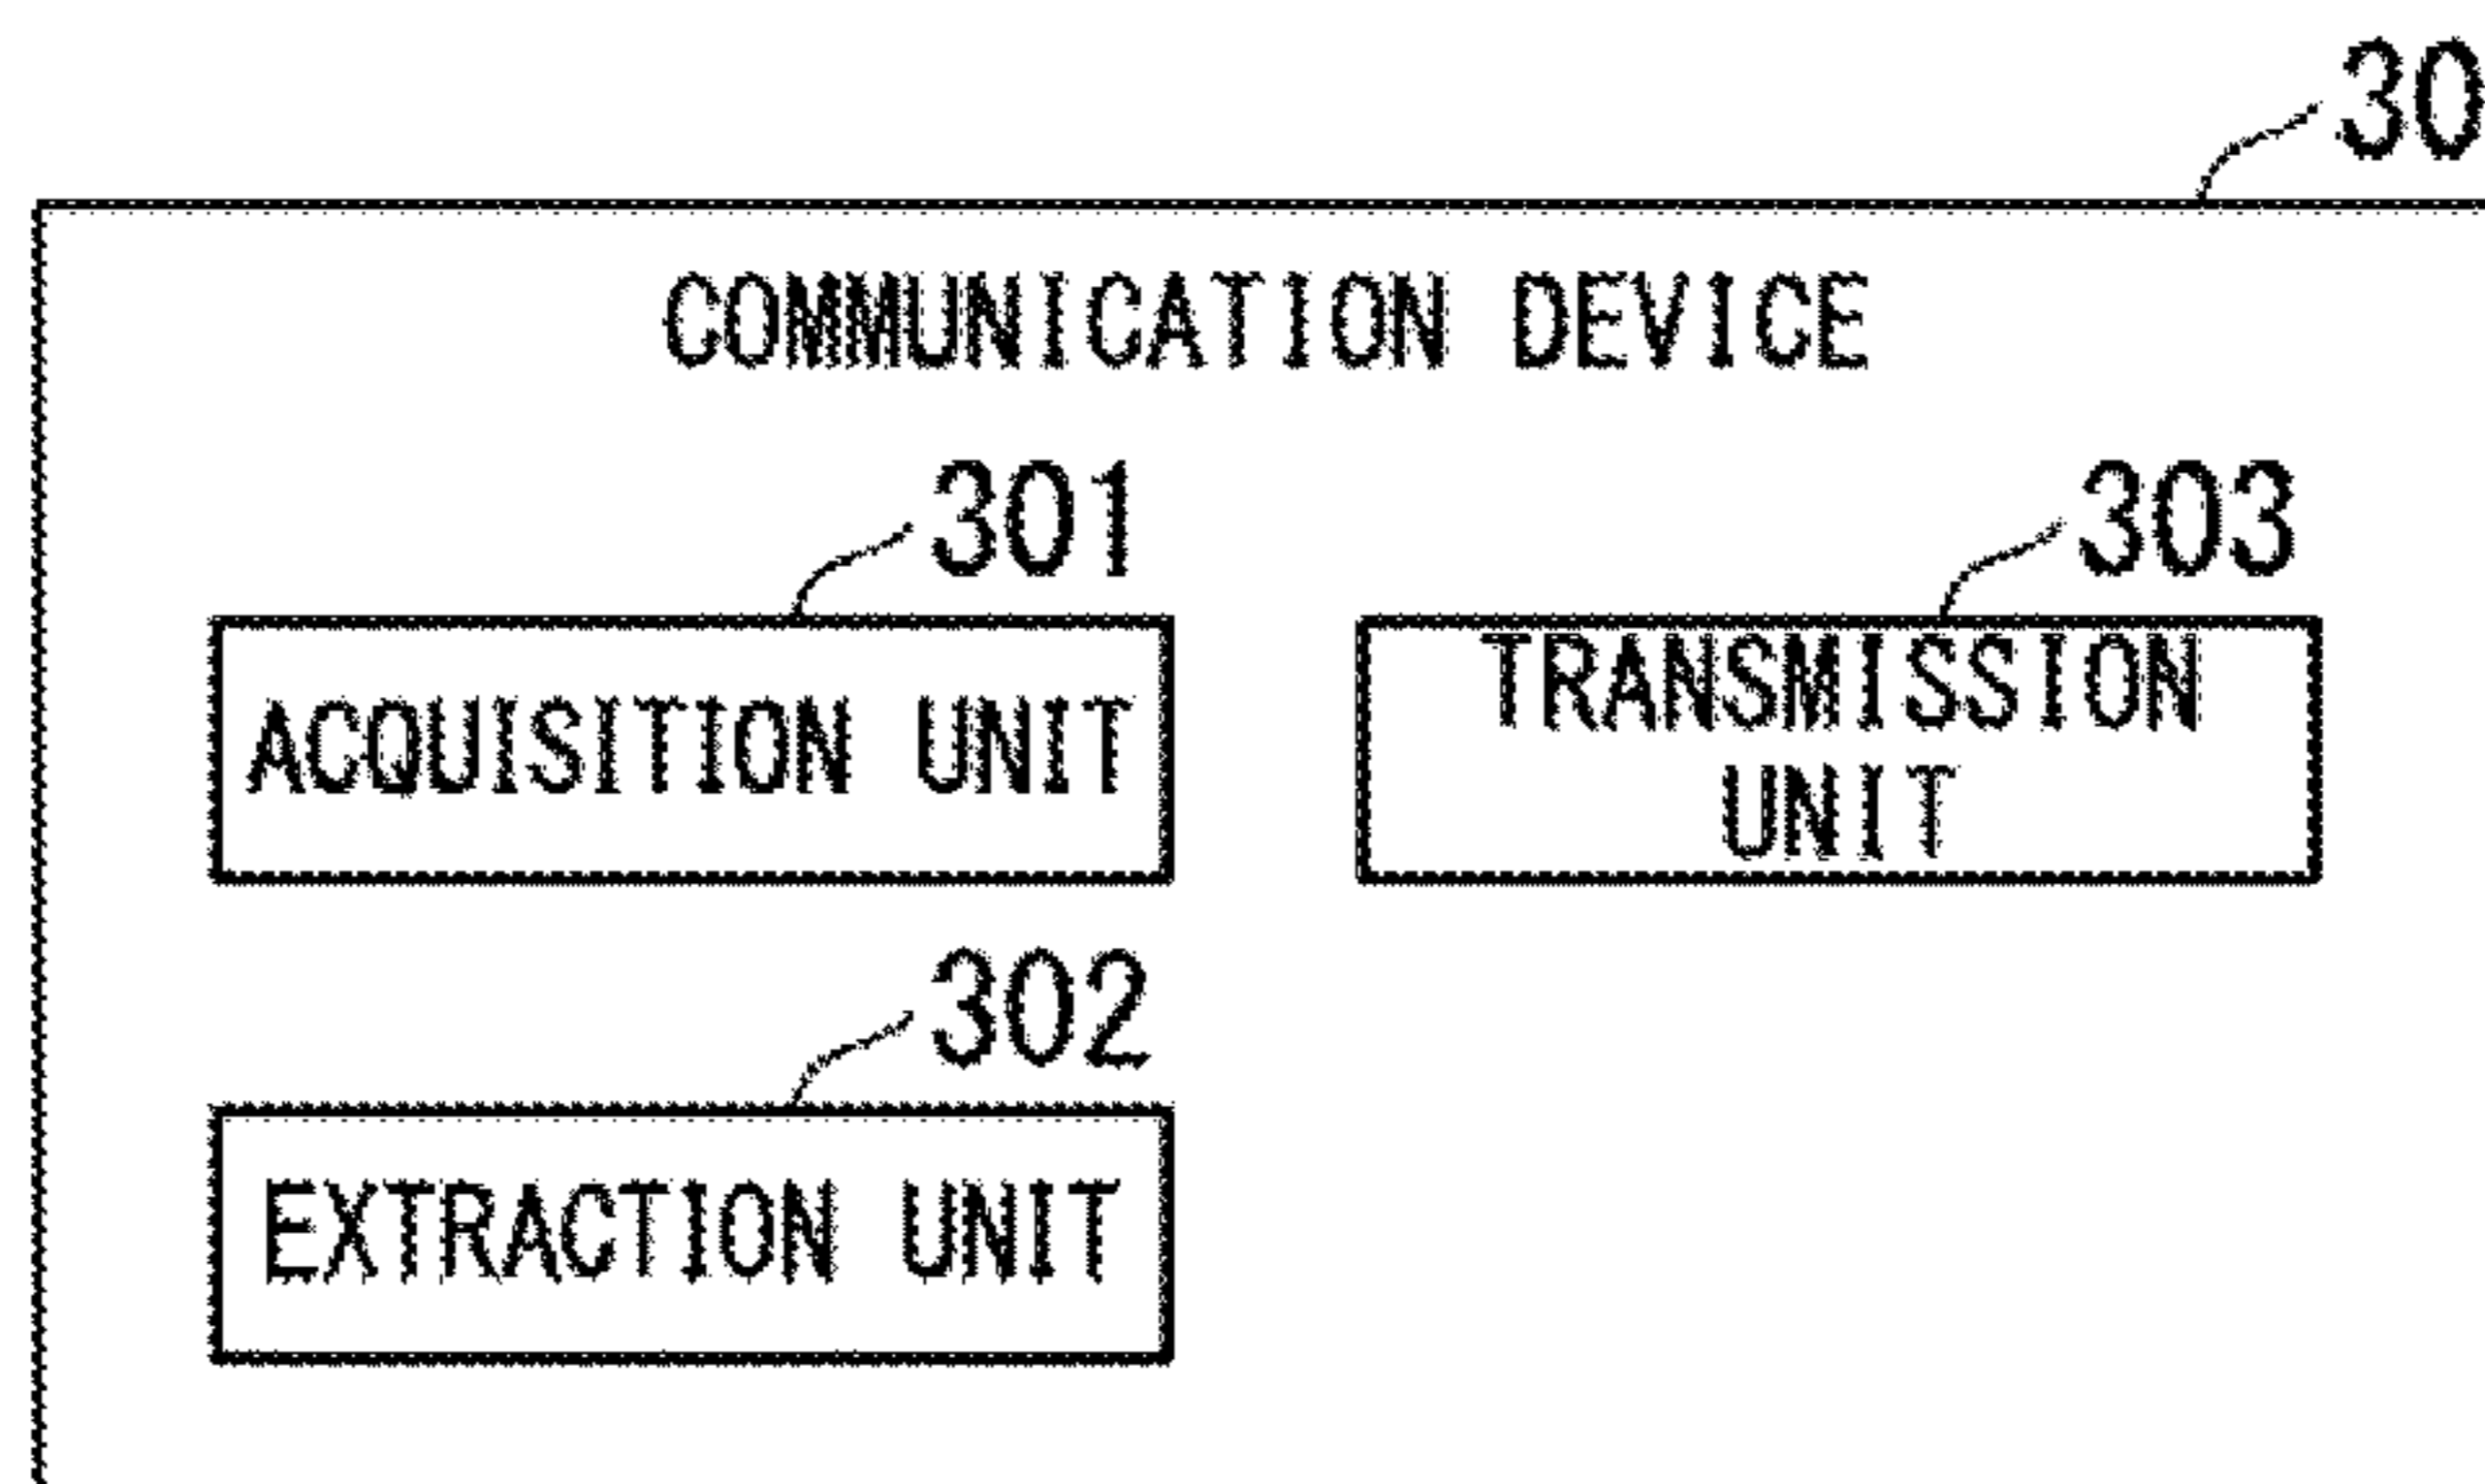 30
COMMUNICATION DEVICE
301
303
ACQUISITION UNIT
TRANSMISSION
UNIT
302
EXTRACTION UNIT